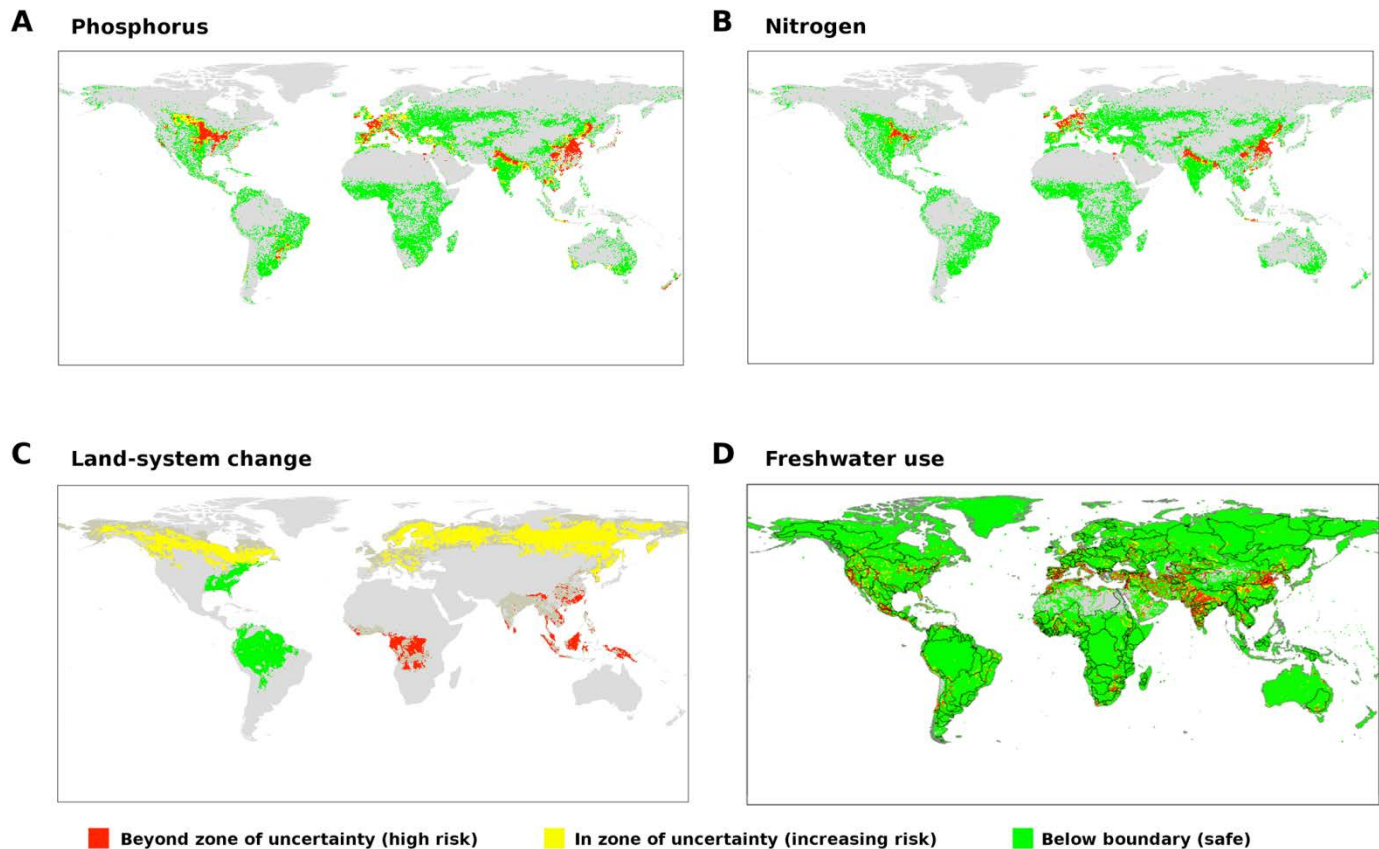 A Phosphorus
B Nitrogen
C Land-system change
D Freshwater use
Beyond zone of uncertainty (high risk)
In zone of uncertainty (increasing risk)
Below boundary (safe)